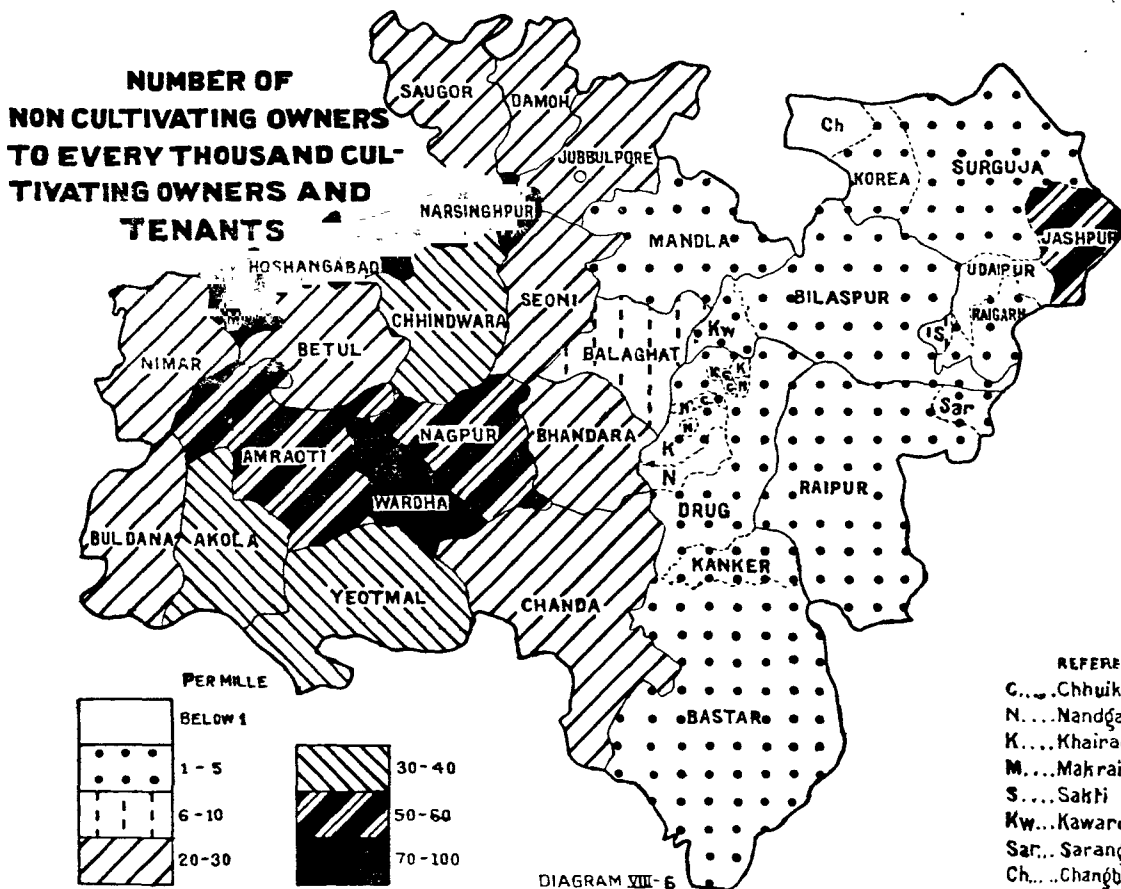 NUMBER OF
NON CULTIVATING OWNERS
TO EVERY THOUSAND CUL-
TIVATING OWNERS AND
TENANTS
SAUGOR
DAMOH
JUBBULPORE
NARSINGHPUR
HOSHANGABAD
M
NIMAR
BETUL
CHHINDWARA
SEONI
MANDLA
BALAGHAT
Ch
KOREA
SURGUJA
JASHPUR
UDAIPUR
RAIGARH
BILASPUR
S
Kw
Sar
AMRAOTI
NAGPUR
BHANDARA
WARDHA
BULDANA
AKOLA
YEOTMAL
CHANDA
K
N
DRUG
RAIPUR
KANKER
BASTAR
PER MILLE
BELOW 1
1-5
6-10
20-30
30-40
50-60
70-100
REFERE
C....Chhuik
N....Nandga
K....Khaira
M....Makrai
S....Sakti
Kw...Kaward
Sar...Sarang
Ch....Changb
DIAGRAM VIII-6